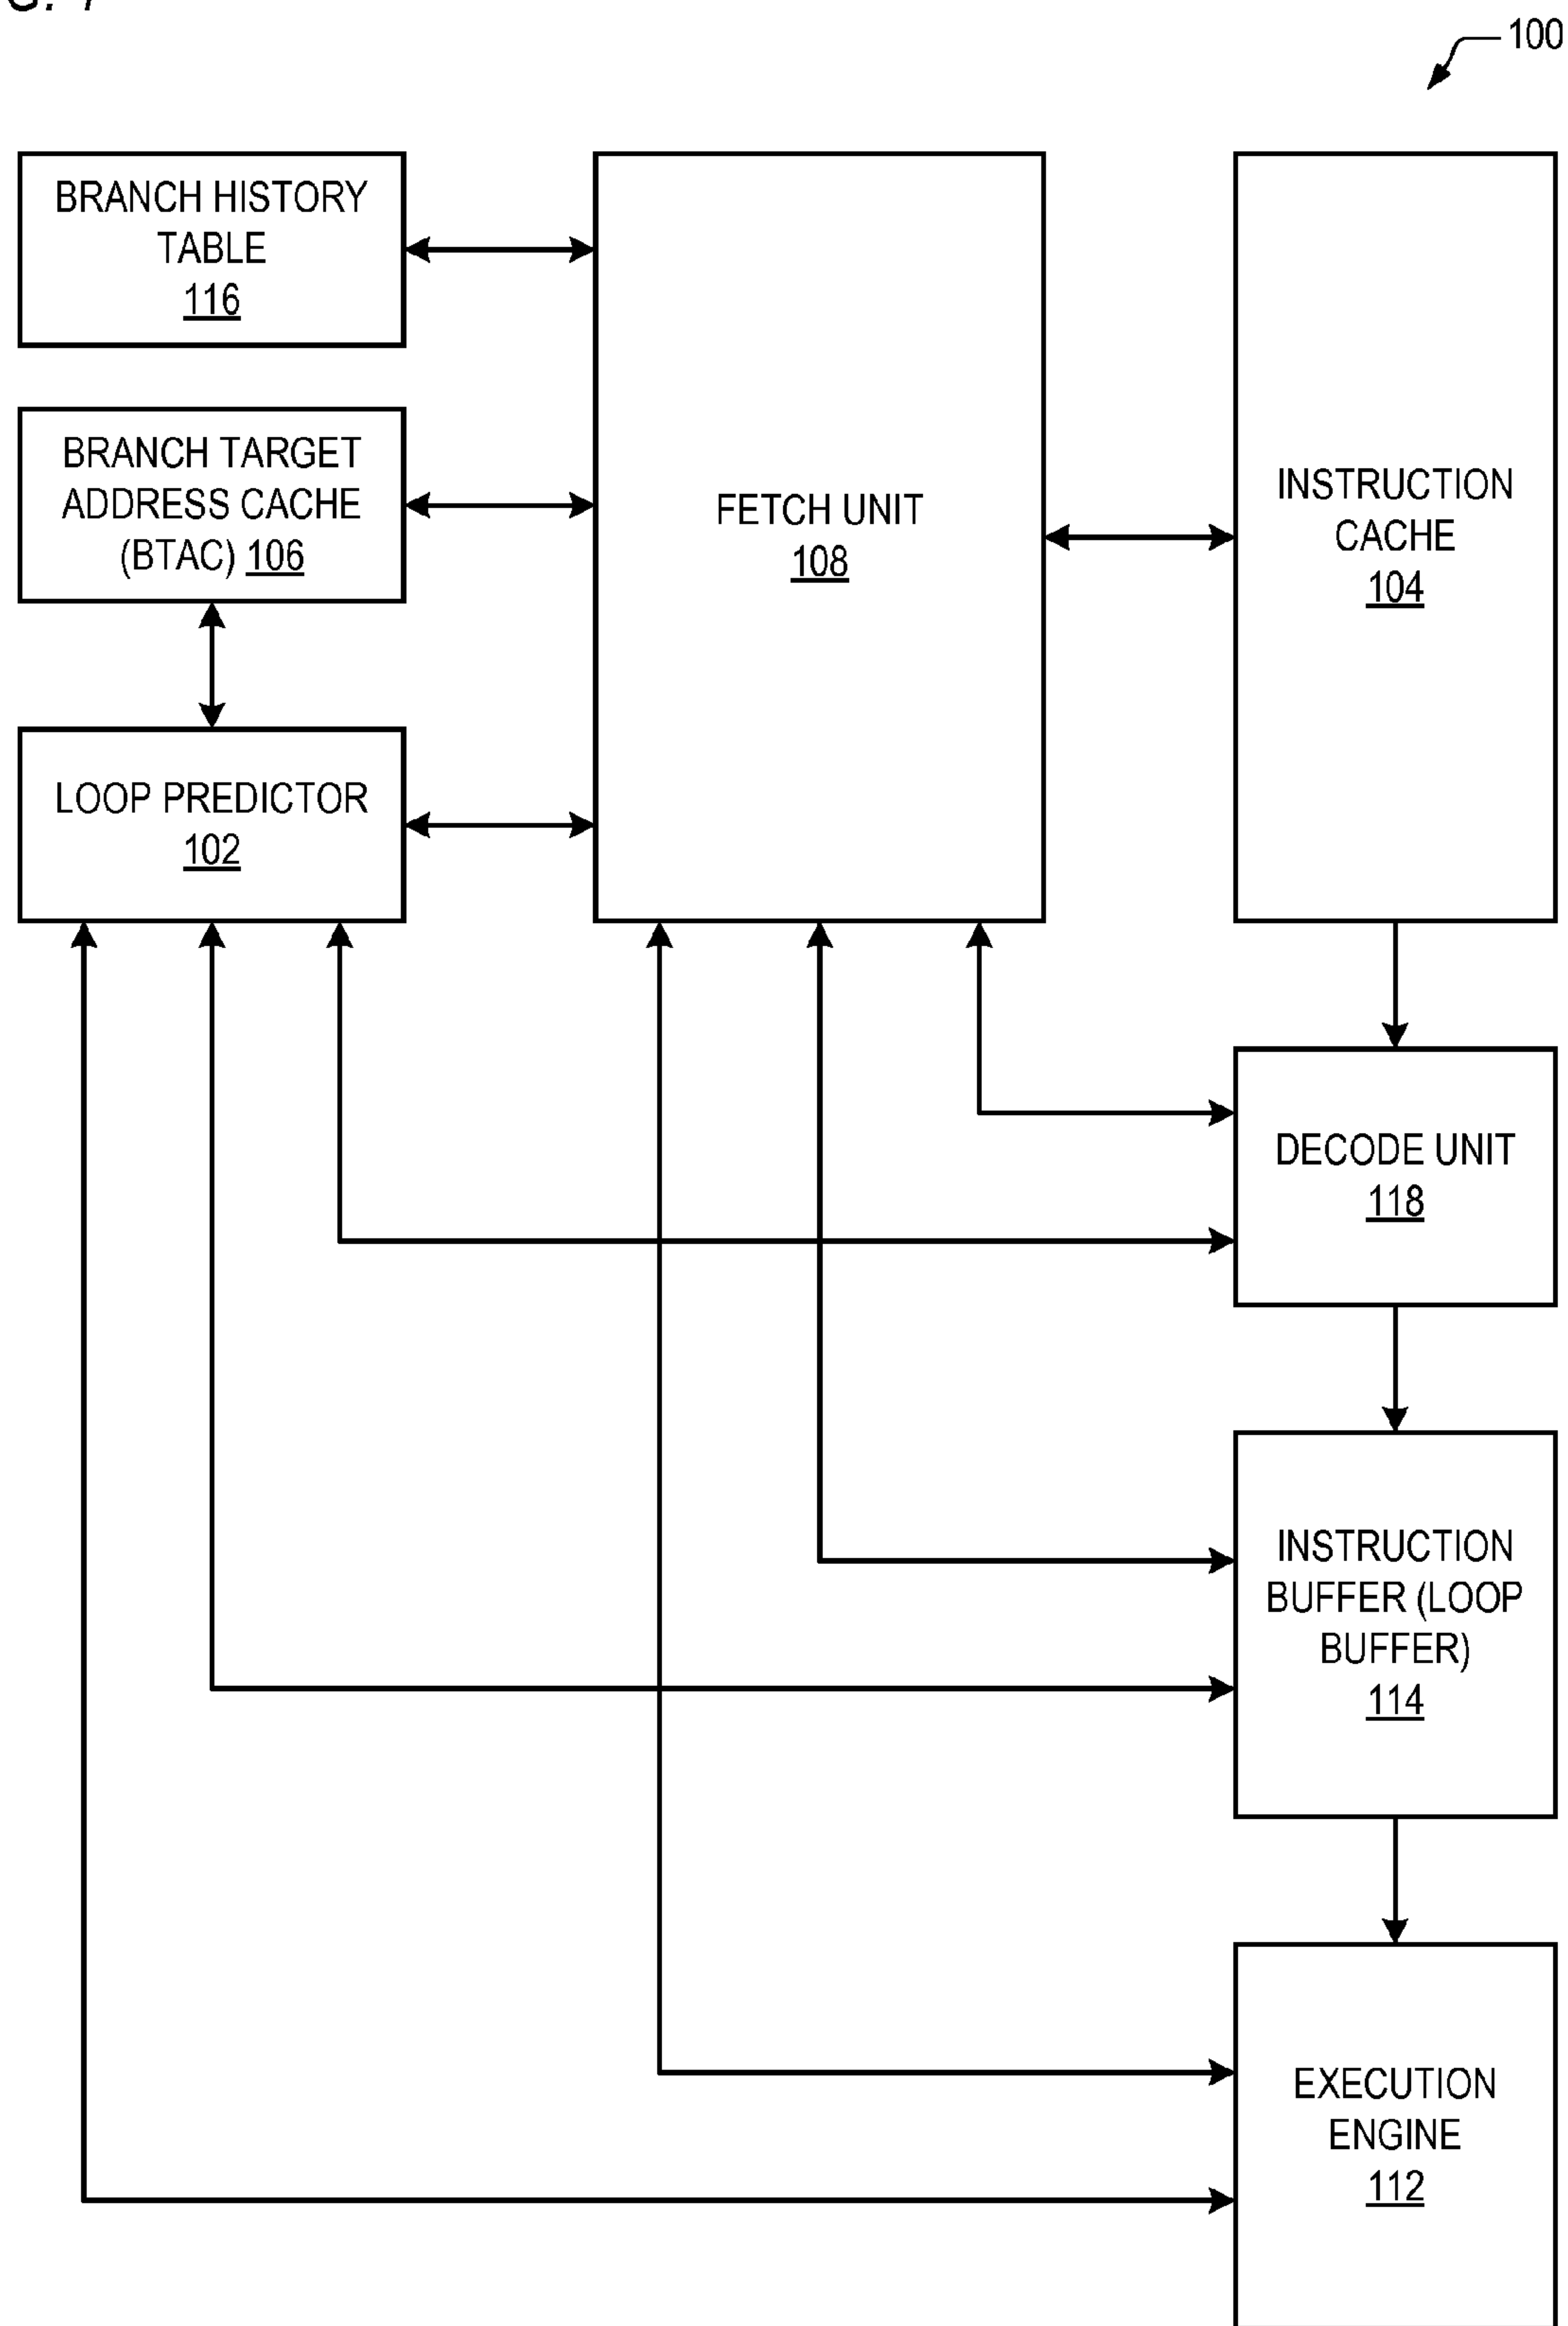 100
BRANCH HISTORY
TABLE
116
BRANCH TARGET
ADDRESS CACHE
(BTAC) 106
LOOP PREDICTOR
102
FETCH UNIT
108
INSTRUCTION
CACHE
104
DECODE UNIT
118
INSTRUCTION
BUFFER (LOOP
BUFFER)
114
EXECUTION
ENGINE
112